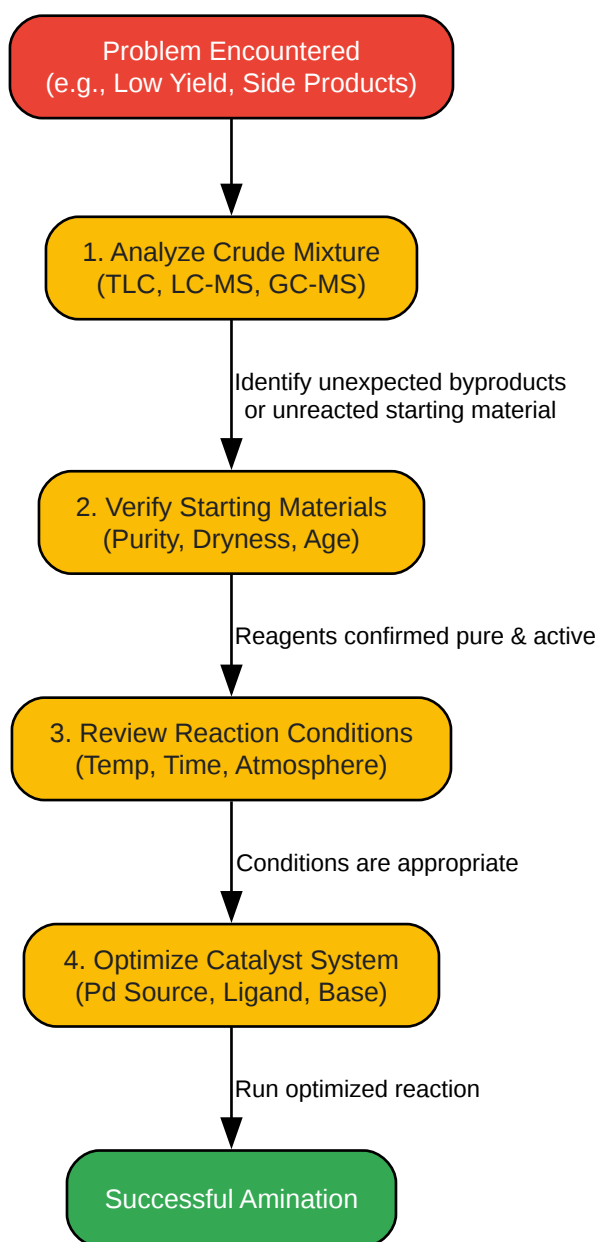 Problem Encountered
(e.g., Low Yield, Side Products)
1. Analyze Crude Mixture
(TLC, LC-MS, GC-MS)
Identify unexpected byproducts
or unreacted starting material
2. Verify Starting Materials
(Purity, Dryness, Age)
Reagents confirmed pure & active
3. Review Reaction Conditions
(Temp, Time, Atmosphere)
Conditions are appropriate
4. Optimize Catalyst System
(Pd Source, Ligand, Base)
Run optimized reaction
Successful Amination